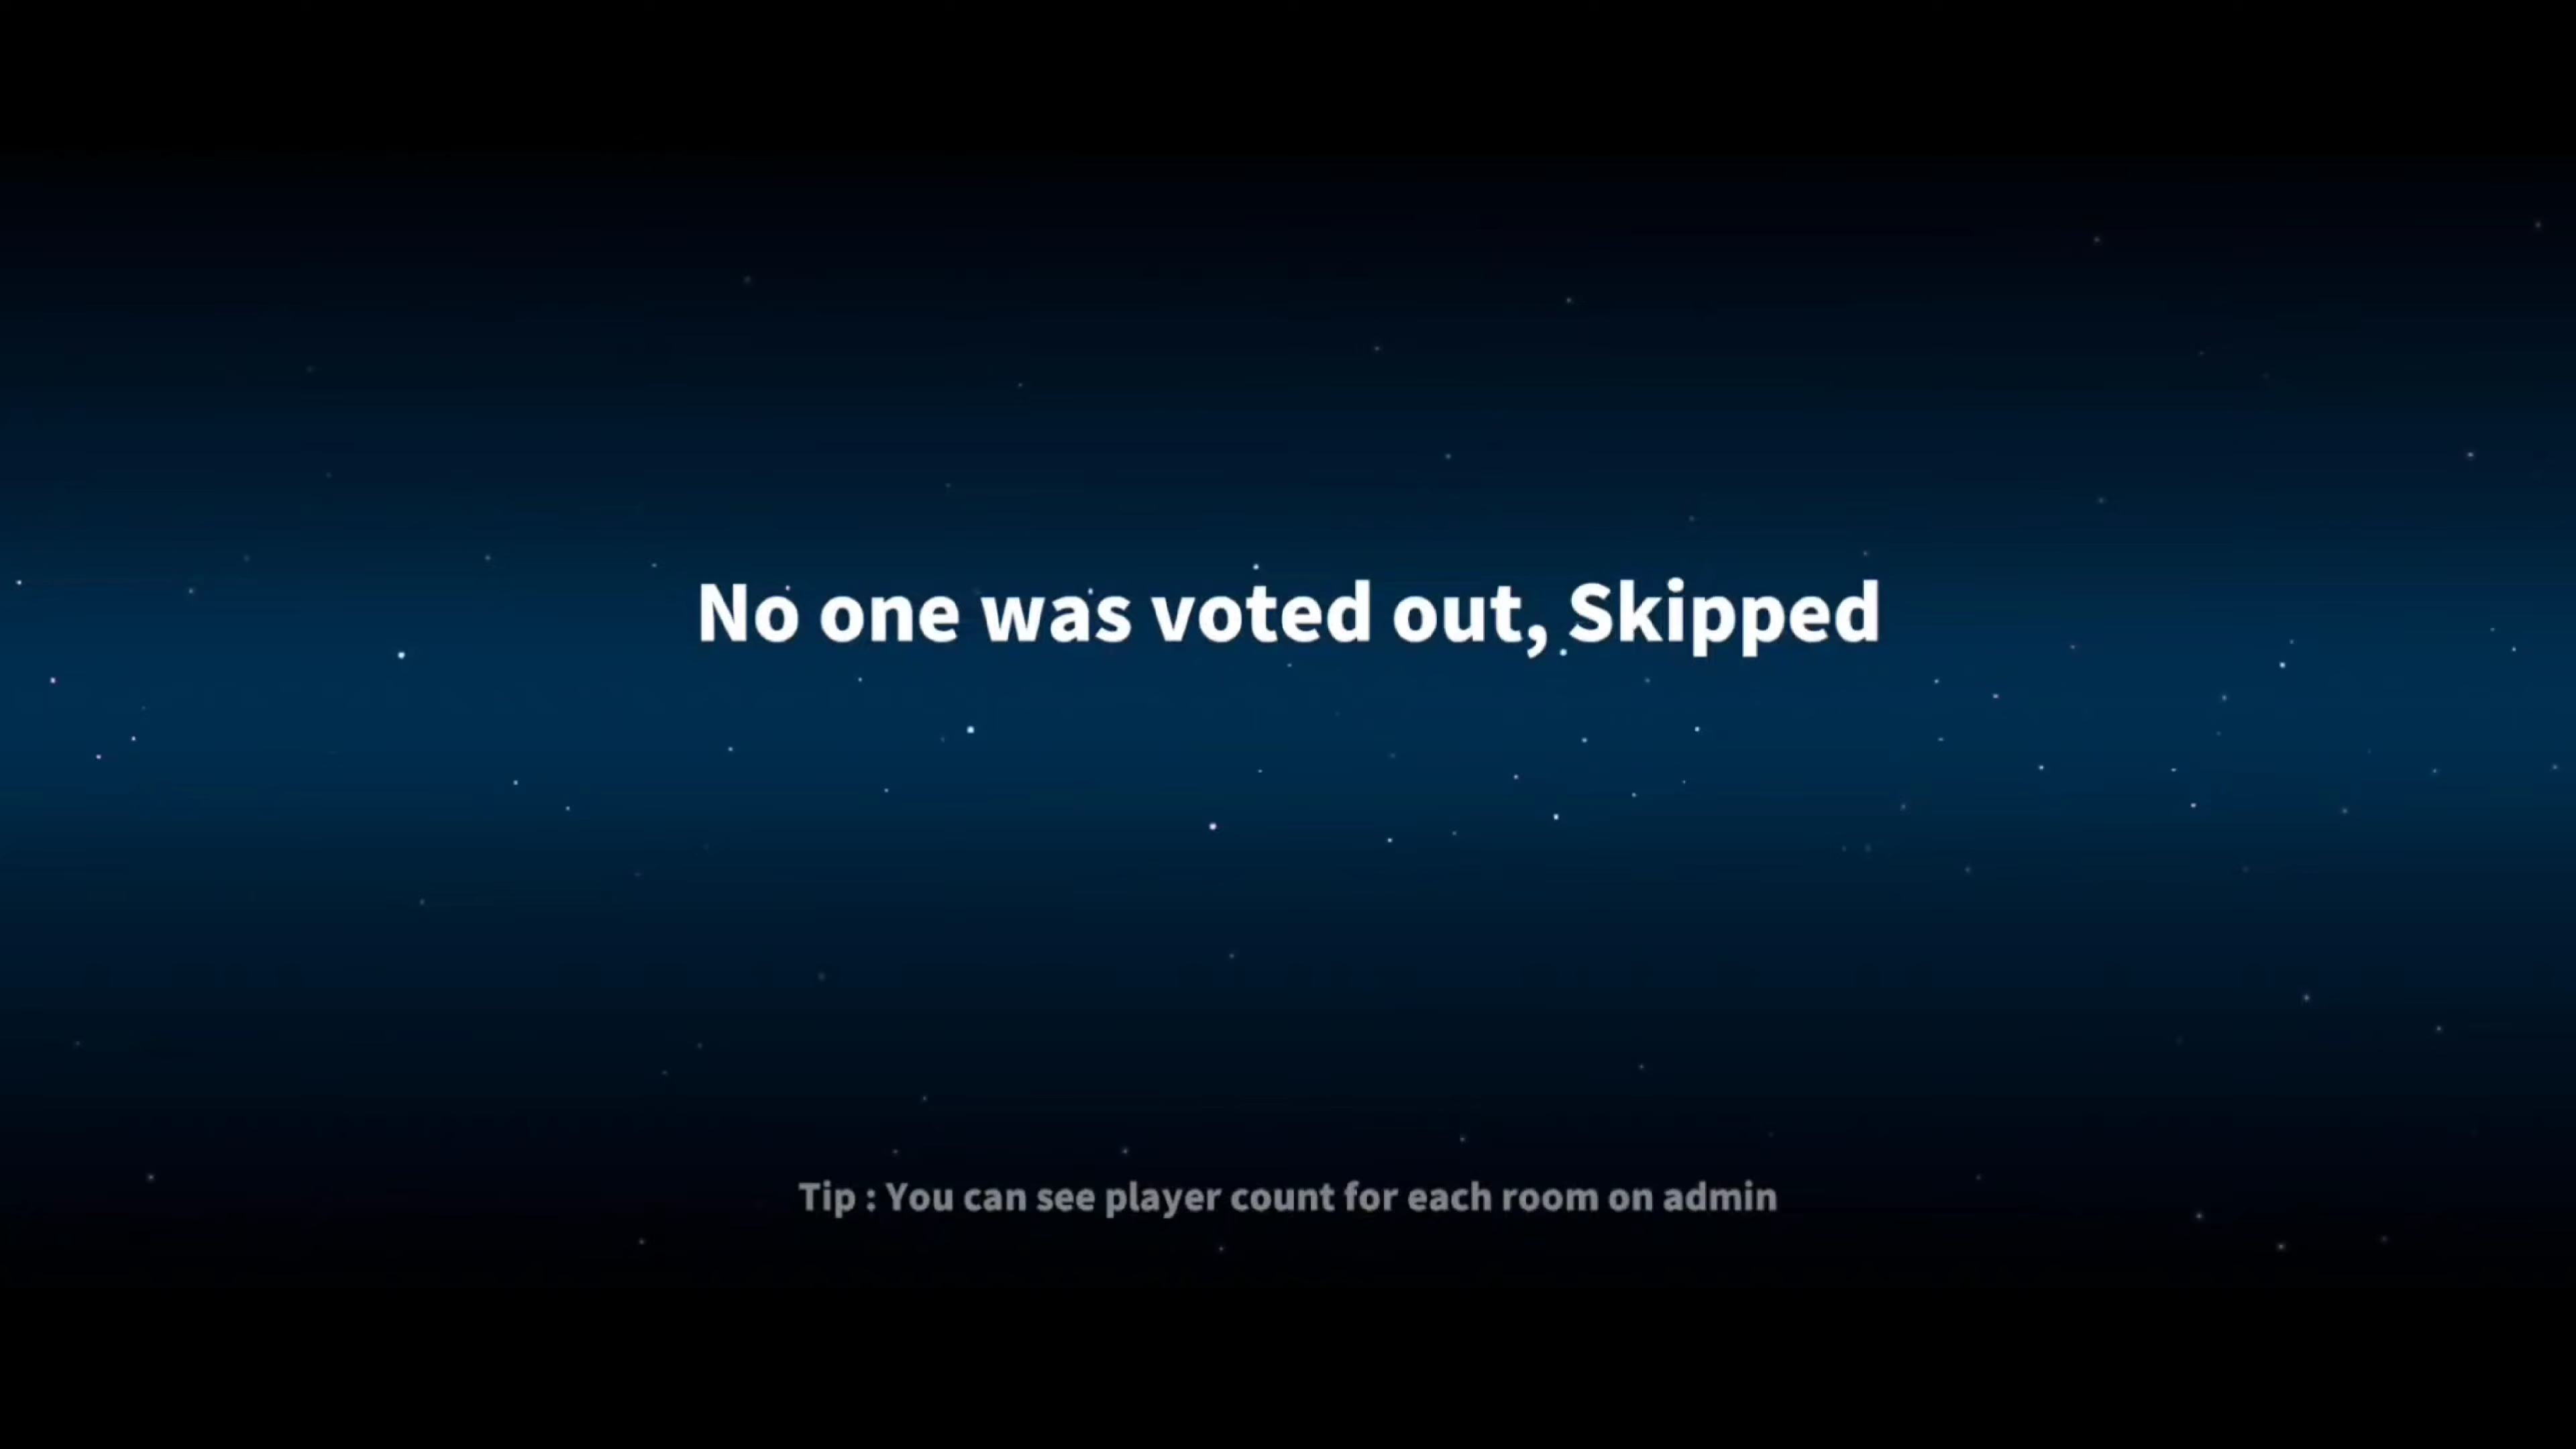 No one was voted out, Skipped
Tip : You can see player count for each room on admin